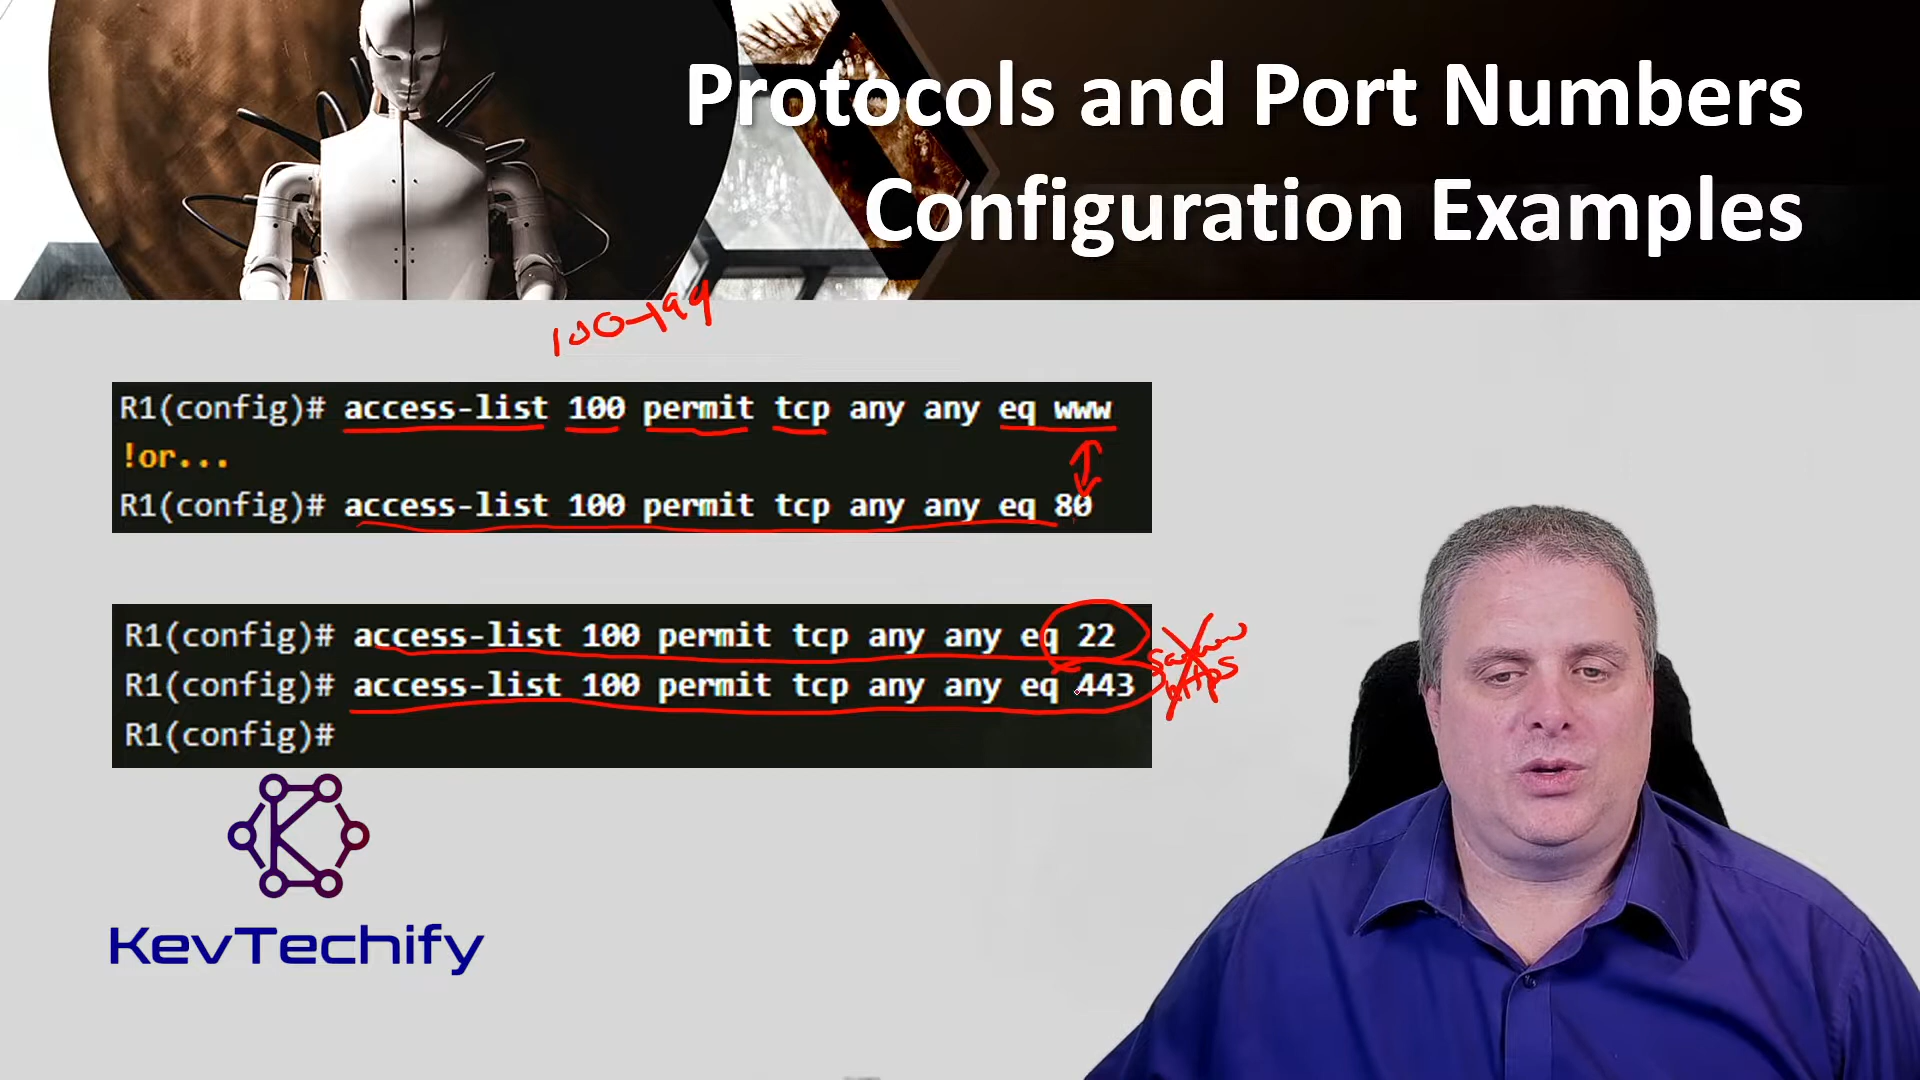 Protocols and Port Numbers
Configuration Examples
100-199
R1(config)# access-list 100 permit tcp any any eq www
!or...
R1(config)# access-list 100 permit tcp any any eq 80
R1(config)# access-list 100 permit tcp any any eq 22
R1(config)# access-list 100 permit tcp any any eq 443
https
R1(config)#
KevTechify